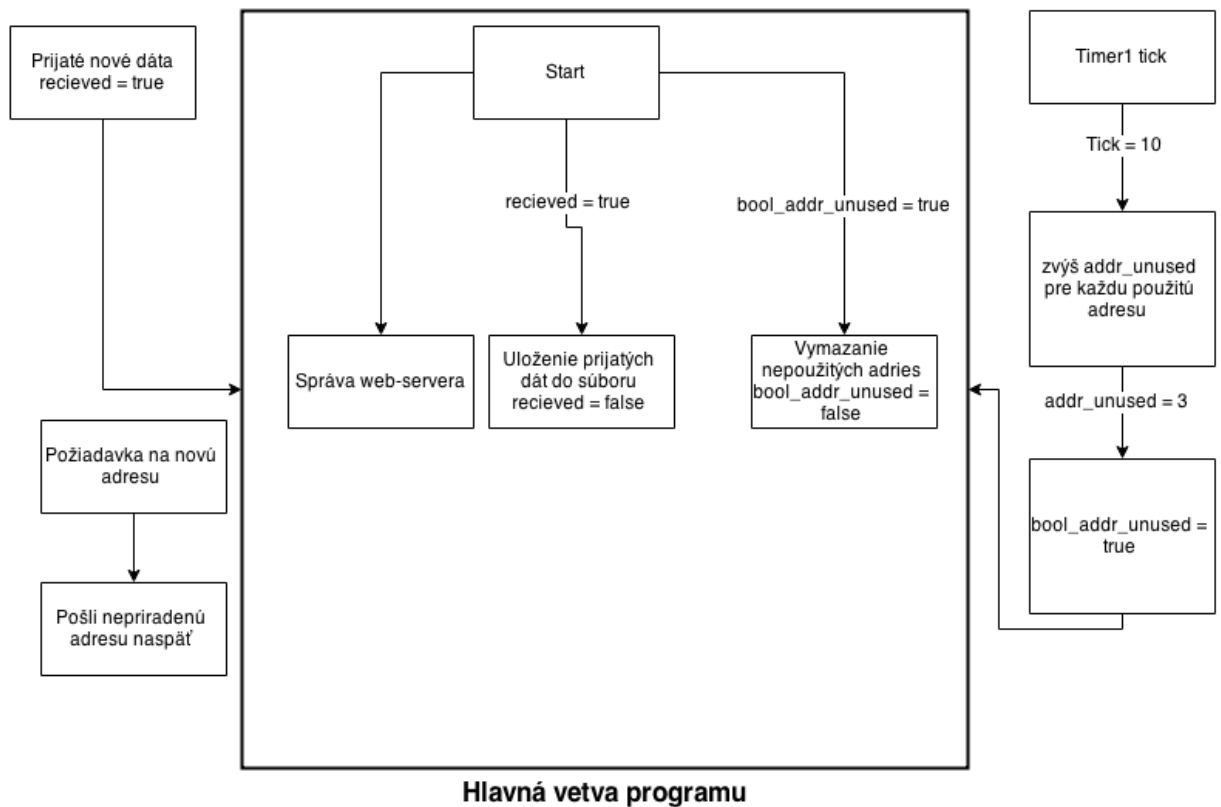 Prijaté nové dáta
recieved = true
Start
Timer1 tick
Tick = 10
recieved = true
bool_addr_unused = true
zvýš addr_unused
pre každu použitú
adresu
Správa web-servera
Uloženie prijatých
dát do súboru
recieved = false
Vymazanie
nepoužitých adries
bool_addr_unused =
false
addr_unused = 3
Požiadavka na novú
adresu
bool_addr_unused =
true
Pošli nepriradenú
adresu naspäť
Hlavná vetva programu